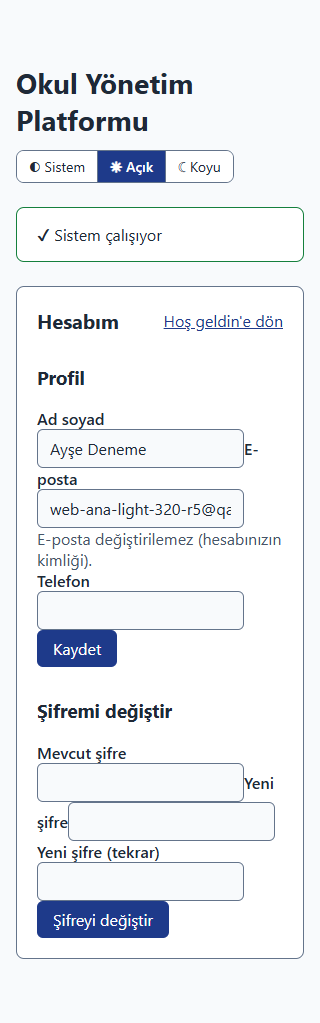 Okul Yönetim
Platformu
Sistem
Açık
Koyu
✓ Sistem çalışıyor
Hesabım
Hoş geldin'e dön
Profil
Ad soyad
Ayşe Deneme
E-
posta
web-ana-light-320-r5@qa
E-posta değiştirilemez (hesabınızın
kimliği).
Telefon
Kaydet
Şifremi değiştir
Mevcut şifre
Yeni
şifre
Yeni şifre (tekrar)
Şifreyi değiştir